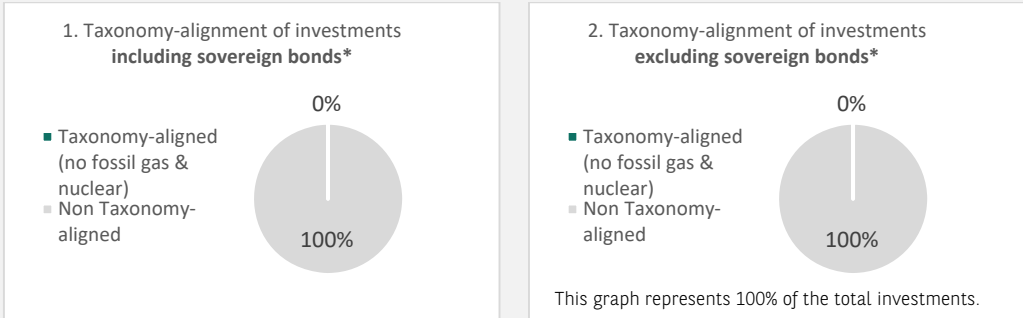 1. Taxonomy-alignment of investments
including sovereign bonds*
0%
Taxonomy-aligned
(no fossil gas &
nuclear)
Non Taxonomy-
aligned
100%
2. Taxonomy-alignment of investments
excluding sovereign bonds*
0%
Taxonomy-aligned
(no fossil gas &
nuclear)
Non Taxonomy-
aligned
100%
This graph represents 100% of the total investments.